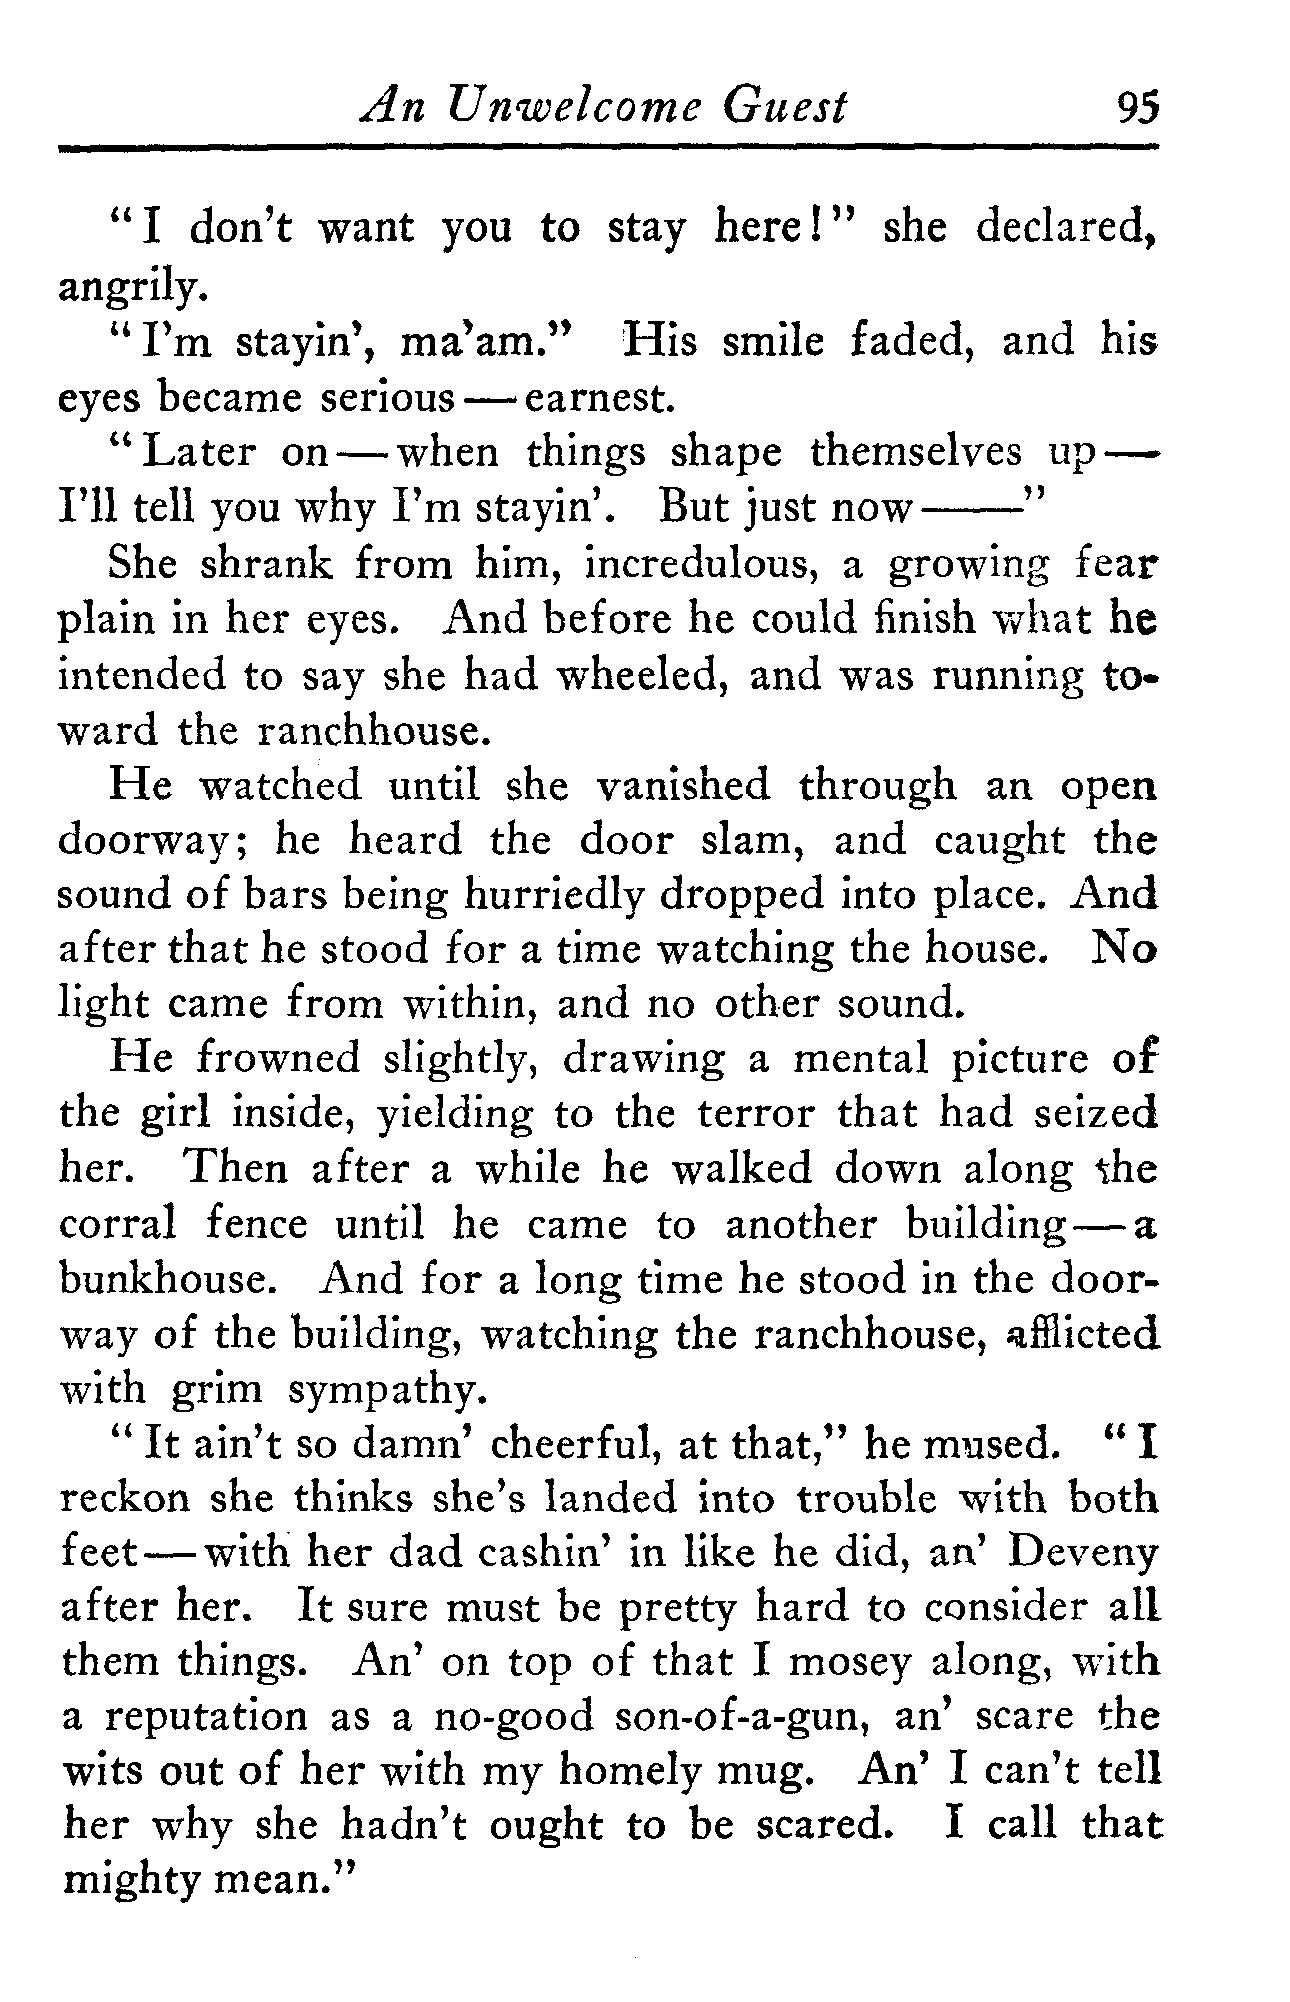 An Unwelcome Guest 95
"I don't want you to stay here!" she declared,
angrily.
"I'm stayin', ma'am." His smile faded, and his
eyes became serious—earnest.
"Later on—when things shape themselves up—
I'll tell you why I'm stayin'. But just now——"
She shrank from him, incredulous, a growing fear
plain in her eyes. And before he could finish what he
intended to say she had wheeled, and was running to-
ward the ranchhouse.
He watched until she vanished through an open
doorway; he heard the door slam, and caught the
sound of bars being hurriedly dropped into place. And
after that he stood for a time watching the house. No
light came from within, and no other sound.
He frowned slightly, drawing a mental picture of
the girl inside, yielding to the terror that had seized
her. Then after a while he walked down along the
corral fence until he came to another building—a
bunkhouse. And for a long time he stood in the door-
way of the building, watching the ranchhouse, afflicted
with grim sympathy.
"It ain't so damn' cheerful, at that," he mused. "I
reckon she thinks she's landed into trouble with both
feet—with her dad cashin' in like he did, an' Deveny
after her. It sure must be pretty hard to consider all
them things. An' on top of that I mosey along, with
a reputation as a no-good son-of-a-gun, an' scare the
wits out of her with my homely mug. An' I can't tell
her why she hadn't ought to be scared. I call that
mighty mean."